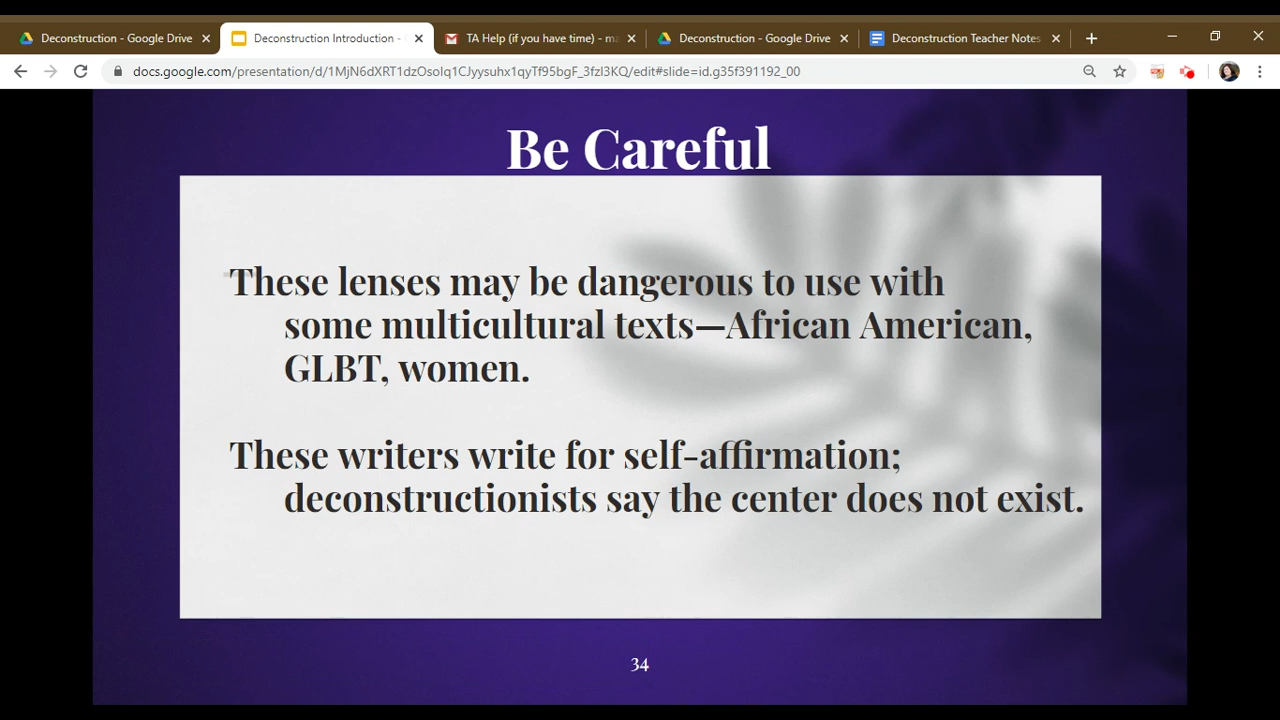 Deconstruction - Google Drive
Deconstruction Introduction -
TA Help (if you have time) - ma
Deconstruction - Google Drive
Deconstruction Teacher Notes
docs.google.com/presentation/d/1MjN6dXRT1dzOsolq1CJyysuhx1qyTf95bgF_3fzl3KQ/edit#slide=id.g35f391192_00
Be Careful
These lenses may be dangerous to use with
some multicultural texts—African American,
GLBT, women.
These writers write for self-affirmation;
deconstructionists say the center does not exist.
34